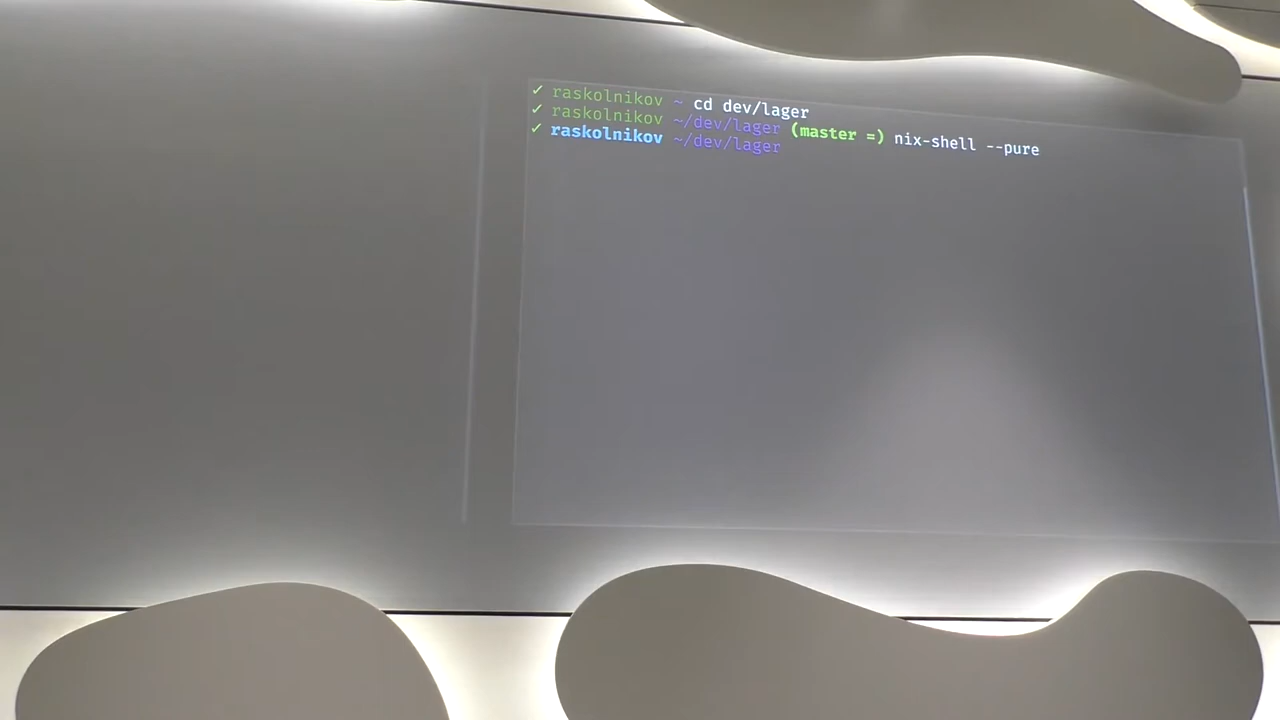 ✓ raskolnikov ~ cd dev/lager
✓ raskolnikov ~/dev/lager (master =) nix-shell --pure
✓ raskolnikov ~/dev/lager